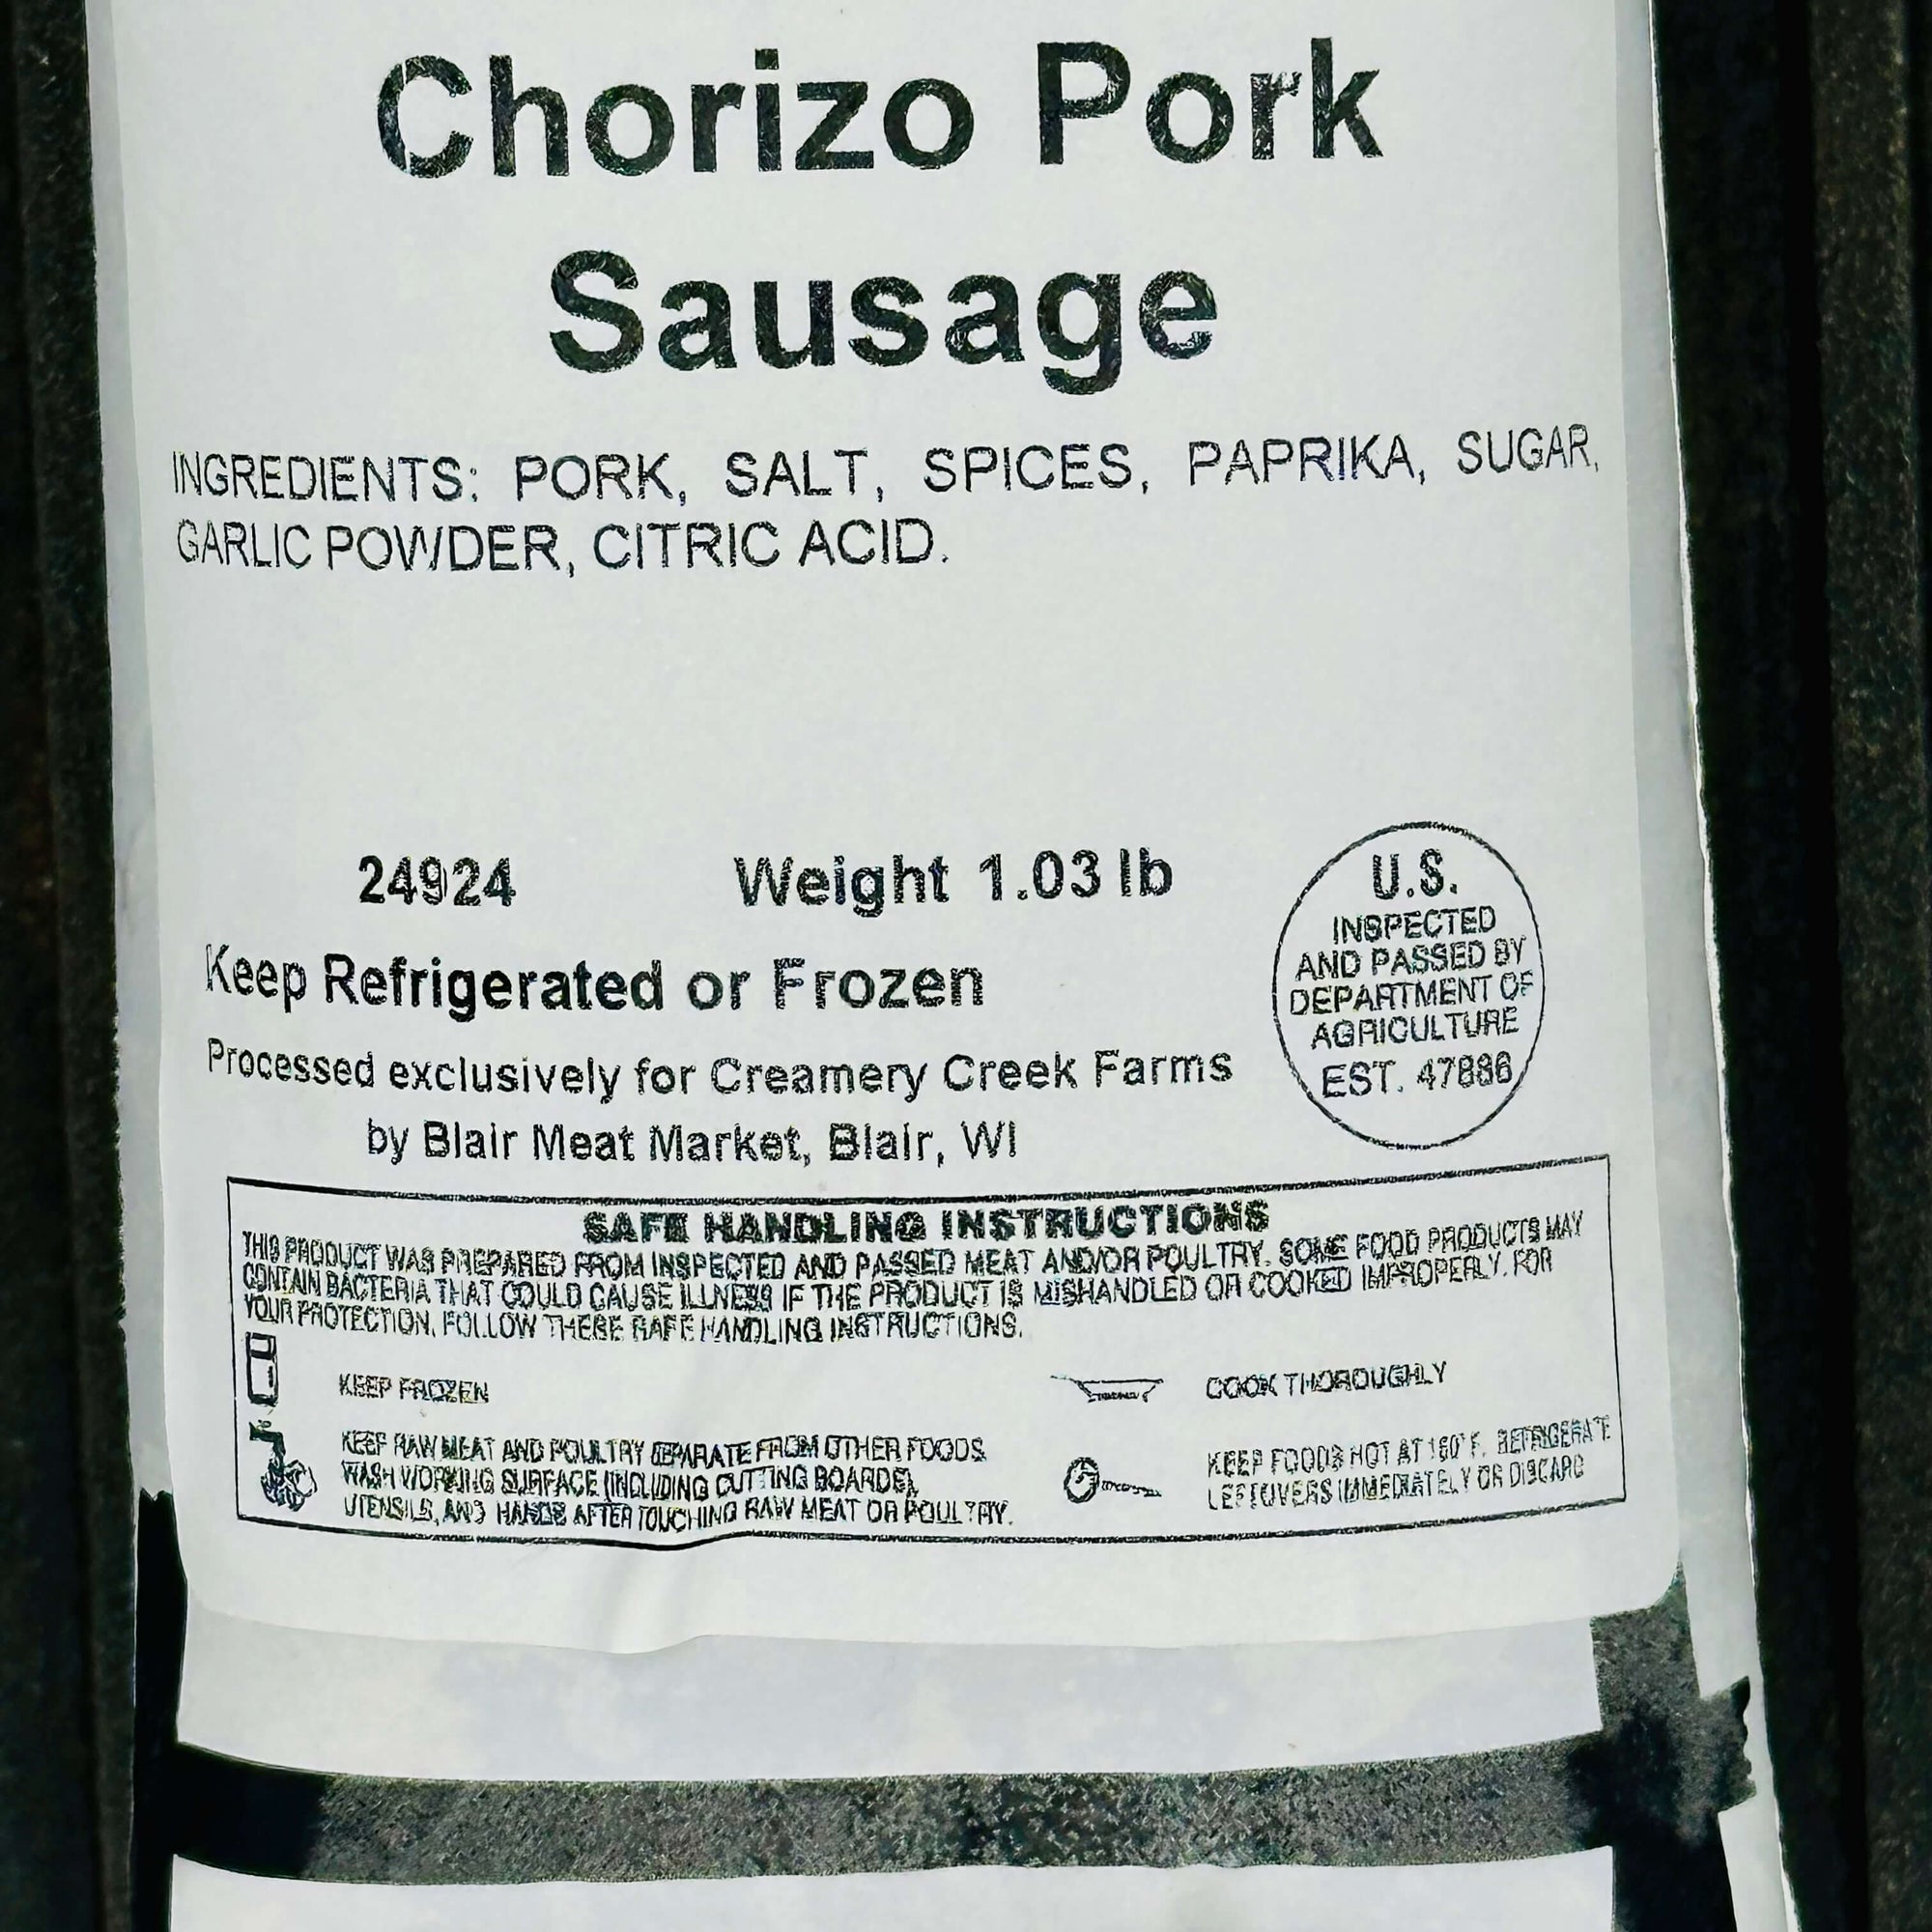 Chorizo Pork
Sausage
INGREDIENTS: PORK, SALT, SPICES, PAPRIKA, SUGAR,
GARLIC POWDER, CITRIC ACID.
24924
Weight 1.03 lb
Keep Refrigerated or Frozen
Processed exclusively for Creamery Creek Farms
by Blair Meat Market, Blair, WI
U.S.
INSPECTED
AND PASSED BY
DEPARTMENT OF
AGRICULTURE
EST. 47886
SAFE HANDLING INSTRUCTIONS
THIS PRODUCT WAS PREPARED FROM INSPECTED AND PASSED MEAT AND/OR POULTRY. SOME FOOD PRODUCTS MAY
CONTAIN BACTERIA THAT COULD CAUSE ILLNESS IF THE PRODUCT IS MISHANDLED OR COOKED IMPROPERLY. FOR
YOUR PROTECTION, FOLLOW THESE SAFE HANDLING INSTRUCTIONS.
KEEP FROZEN
COOK THOROUGHLY
KEEP RAW MEAT AND POULTRY SEPARATE FROM OTHER FOODS
WASH WORKING SURFACE (INCLUDING CUTTING BOARDS),
UTENSILS, AND HANDS AFTER TOUCHING RAW MEAT OR POULTRY.
KEEP FOODS HOT AT 160° F. REFRIGERATE
LEFTOVERS IMMEDIATELY OR DISCARD